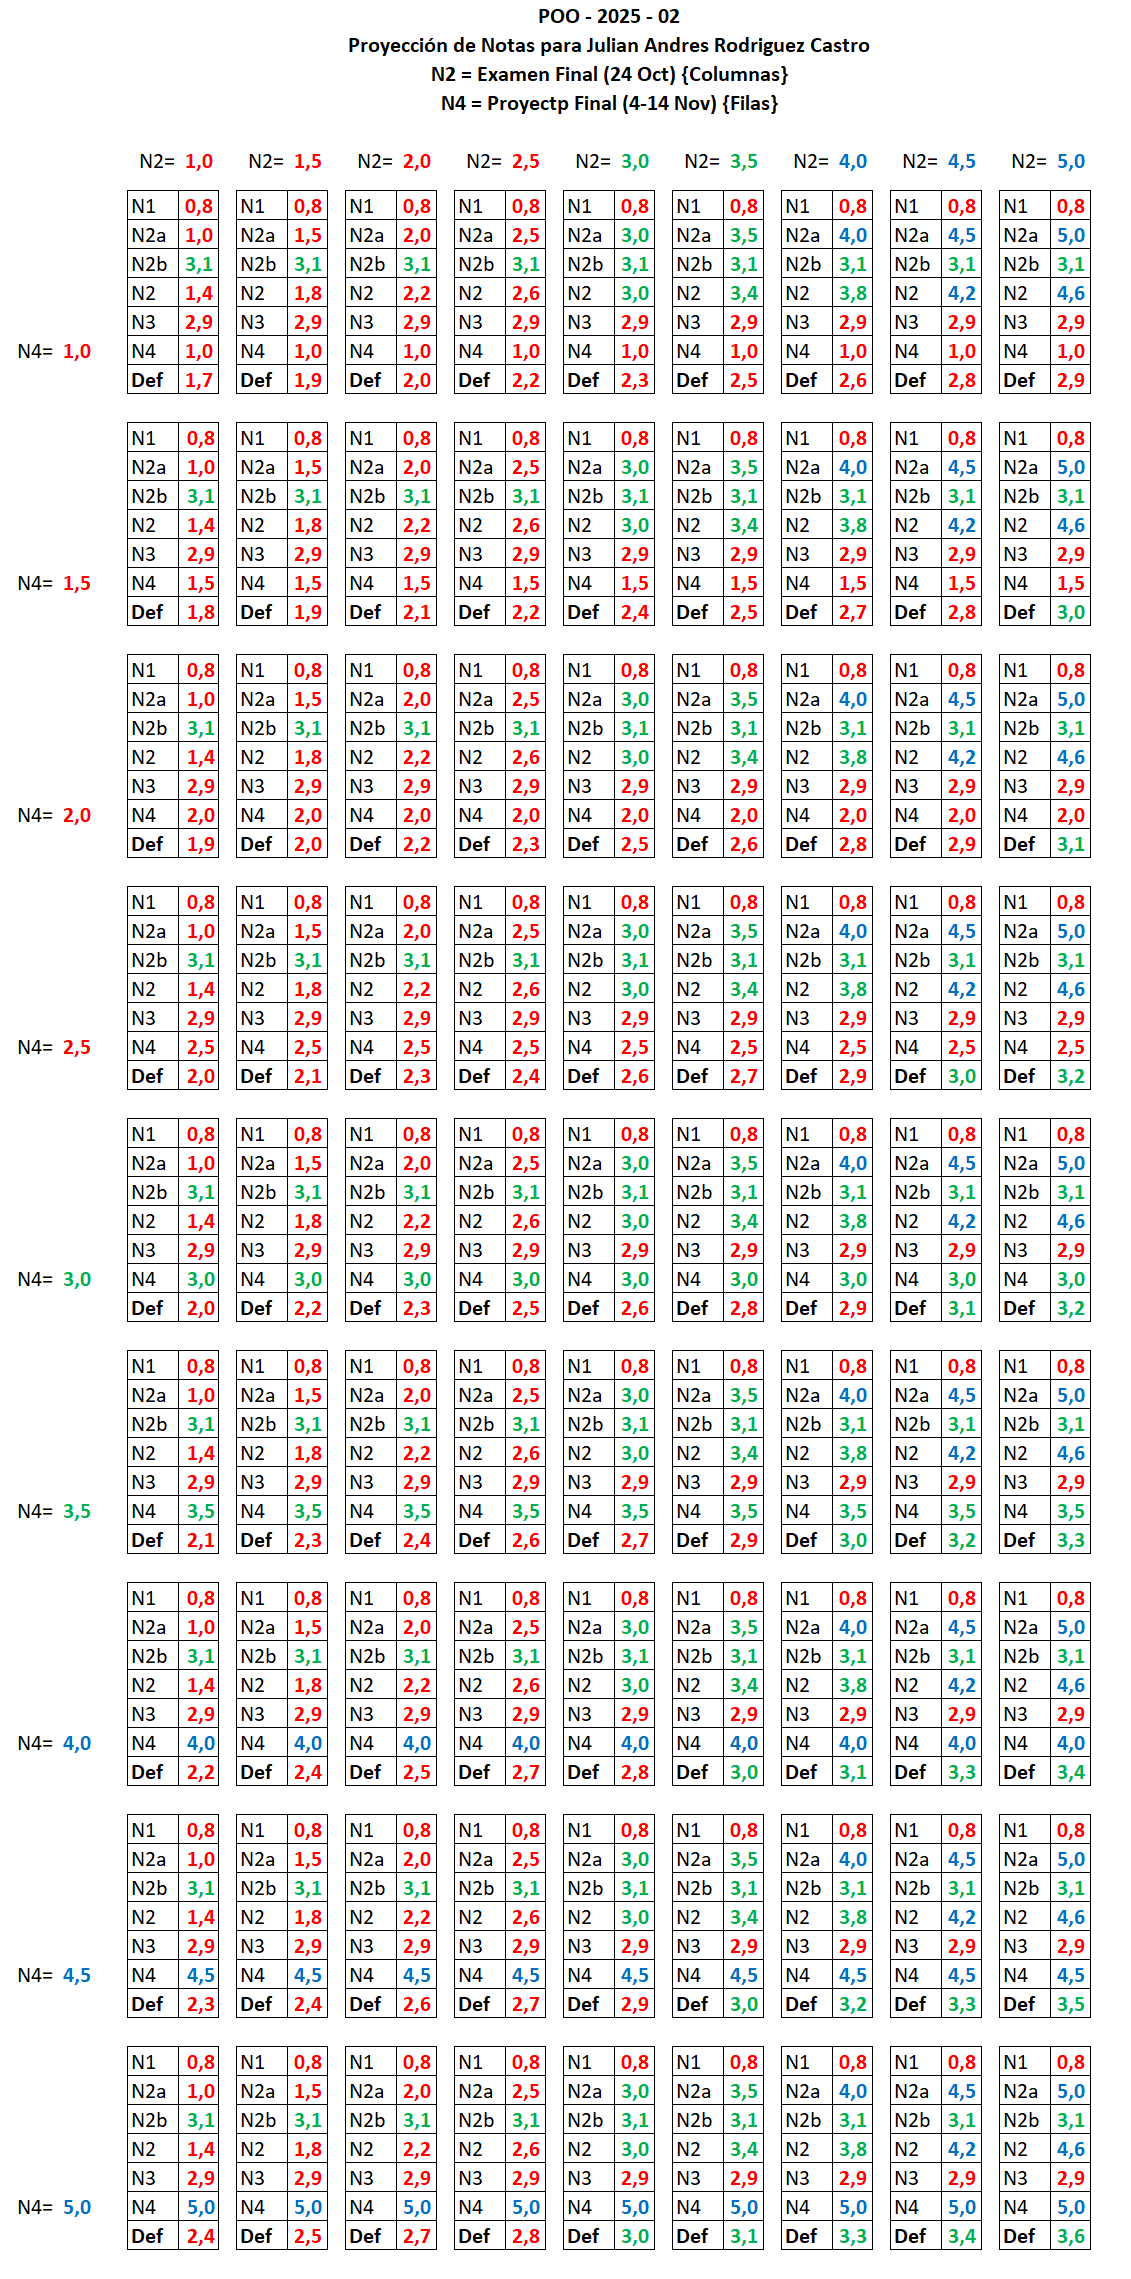 POO - 2025 - 02
Proyección de Notas para Julian Andres Rodriguez Castro
N2 = Examen Final (24 Oct) {Columnas}
N4 = Proyectp Final (4-14 Nov) {Filas}
N2= 1,0 N2= 1,5 N2= 2,0 N2= 2,5 N2= 3,0 N2= 3,5 N2= 4,0 N2= 4,5 N2= 5,0
N1 0,8 N1 0,8 N1 0,8 N1 0,8 N1 0,8 N1 0,8 N1 0,8 N1 0,8 N1 0,8
N2a 1,0 N2a 1,5 N2a 2,0 N2a 2,5 N2a 3,0 N2a 3,5 N2a 4,0 N2a 4,5 N2a 5,0
N2b 3,1 N2b 3,1 N2b 3,1 N2b 3,1 N2b 3,1 N2b 3,1 N2b 3,1 N2b 3,1 N2b 3,1
N2 1,4 N2 1,8 N2 2,2 N2 2,6 N2 3,0 N2 3,4 N2 3,8 N2 4,2 N2 4,6
N3 2,9 N3 2,9 N3 2,9 N3 2,9 N3 2,9 N3 2,9 N3 2,9 N3 2,9 N3 2,9
N4= 1,0 N4 1,0 N4 1,0 N4 1,0 N4 1,0 N4 1,0 N4 1,0 N4 1,0 N4 1,0 N4 1,0
Def 1,7 Def 1,9 Def 2,0 Def 2,2 Def 2,3 Def 2,5 Def 2,6 Def 2,8 Def 2,9
N1 0,8 N1 0,8 N1 0,8 N1 0,8 N1 0,8 N1 0,8 N1 0,8 N1 0,8 N1 0,8
N2a 1,0 N2a 1,5 N2a 2,0 N2a 2,5 N2a 3,0 N2a 3,5 N2a 4,0 N2a 4,5 N2a 5,0
N2b 3,1 N2b 3,1 N2b 3,1 N2b 3,1 N2b 3,1 N2b 3,1 N2b 3,1 N2b 3,1 N2b 3,1
N2 1,4 N2 1,8 N2 2,2 N2 2,6 N2 3,0 N2 3,4 N2 3,8 N2 4,2 N2 4,6
N3 2,9 N3 2,9 N3 2,9 N3 2,9 N3 2,9 N3 2,9 N3 2,9 N3 2,9 N3 2,9
N4= 1,5 N4 1,5 N4 1,5 N4 1,5 N4 1,5 N4 1,5 N4 1,5 N4 1,5 N4 1,5 N4 1,5
Def 1,8 Def 1,9 Def 2,1 Def 2,2 Def 2,4 Def 2,5 Def 2,7 Def 2,8 Def 3,0
N1 0,8 N1 0,8 N1 0,8 N1 0,8 N1 0,8 N1 0,8 N1 0,8 N1 0,8 N1 0,8
N2a 1,0 N2a 1,5 N2a 2,0 N2a 2,5 N2a 3,0 N2a 3,5 N2a 4,0 N2a 4,5 N2a 5,0
N2b 3,1 N2b 3,1 N2b 3,1 N2b 3,1 N2b 3,1 N2b 3,1 N2b 3,1 N2b 3,1 N2b 3,1
N2 1,4 N2 1,8 N2 2,2 N2 2,6 N2 3,0 N2 3,4 N2 3,8 N2 4,2 N2 4,6
N3 2,9 N3 2,9 N3 2,9 N3 2,9 N3 2,9 N3 2,9 N3 2,9 N3 2,9 N3 2,9
N4= 2,0 N4 2,0 N4 2,0 N4 2,0 N4 2,0 N4 2,0 N4 2,0 N4 2,0 N4 2,0 N4 2,0
Def 1,9 Def 2,0 Def 2,2 Def 2,3 Def 2,5 Def 2,6 Def 2,8 Def 2,9 Def 3,1
N1 0,8 N1 0,8 N1 0,8 N1 0,8 N1 0,8 N1 0,8 N1 0,8 N1 0,8 N1 0,8
N2a 1,0 N2a 1,5 N2a 2,0 N2a 2,5 N2a 3,0 N2a 3,5 N2a 4,0 N2a 4,5 N2a 5,0
N2b 3,1 N2b 3,1 N2b 3,1 N2b 3,1 N2b 3,1 N2b 3,1 N2b 3,1 N2b 3,1 N2b 3,1
N2 1,4 N2 1,8 N2 2,2 N2 2,6 N2 3,0 N2 3,4 N2 3,8 N2 4,2 N2 4,6
N3 2,9 N3 2,9 N3 2,9 N3 2,9 N3 2,9 N3 2,9 N3 2,9 N3 2,9 N3 2,9
N4= 2,5 N4 2,5 N4 2,5 N4 2,5 N4 2,5 N4 2,5 N4 2,5 N4 2,5 N4 2,5 N4 2,5
Def 2,0 Def 2,1 Def 2,3 Def 2,4 Def 2,6 Def 2,7 Def 2,9 Def 3,0 Def 3,2
N1 0,8 N1 0,8 N1 0,8 N1 0,8 N1 0,8 N1 0,8 N1 0,8 N1 0,8 N1 0,8
N2a 1,0 N2a 1,5 N2a 2,0 N2a 2,5 N2a 3,0 N2a 3,5 N2a 4,0 N2a 4,5 N2a 5,0
N2b 3,1 N2b 3,1 N2b 3,1 N2b 3,1 N2b 3,1 N2b 3,1 N2b 3,1 N2b 3,1 N2b 3,1
N2 1,4 N2 1,8 N2 2,2 N2 2,6 N2 3,0 N2 3,4 N2 3,8 N2 4,2 N2 4,6
N3 2,9 N3 2,9 N3 2,9 N3 2,9 N3 2,9 N3 2,9 N3 2,9 N3 2,9 N3 2,9
N4= 3,0 N4 3,0 N4 3,0 N4 3,0 N4 3,0 N4 3,0 N4 3,0 N4 3,0 N4 3,0 N4 3,0
Def 2,0 Def 2,2 Def 2,3 Def 2,5 Def 2,6 Def 2,8 Def 2,9 Def 3,1 Def 3,2
N1 0,8 N1 0,8 N1 0,8 N1 0,8 N1 0,8 N1 0,8 N1 0,8 N1 0,8 N1 0,8
N2a 1,0 N2a 1,5 N2a 2,0 N2a 2,5 N2a 3,0 N2a 3,5 N2a 4,0 N2a 4,5 N2a 5,0
N2b 3,1 N2b 3,1 N2b 3,1 N2b 3,1 N2b 3,1 N2b 3,1 N2b 3,1 N2b 3,1 N2b 3,1
N2 1,4 N2 1,8 N2 2,2 N2 2,6 N2 3,0 N2 3,4 N2 3,8 N2 4,2 N2 4,6
N3 2,9 N3 2,9 N3 2,9 N3 2,9 N3 2,9 N3 2,9 N3 2,9 N3 2,9 N3 2,9
N4= 3,5 N4 3,5 N4 3,5 N4 3,5 N4 3,5 N4 3,5 N4 3,5 N4 3,5 N4 3,5 N4 3,5
Def 2,1 Def 2,3 Def 2,4 Def 2,6 Def 2,7 Def 2,9 Def 3,0 Def 3,2 Def 3,3
N1 0,8 N1 0,8 N1 0,8 N1 0,8 N1 0,8 N1 0,8 N1 0,8 N1 0,8 N1 0,8
N2a 1,0 N2a 1,5 N2a 2,0 N2a 2,5 N2a 3,0 N2a 3,5 N2a 4,0 N2a 4,5 N2a 5,0
N2b 3,1 N2b 3,1 N2b 3,1 N2b 3,1 N2b 3,1 N2b 3,1 N2b 3,1 N2b 3,1 N2b 3,1
N2 1,4 N2 1,8 N2 2,2 N2 2,6 N2 3,0 N2 3,4 N2 3,8 N2 4,2 N2 4,6
N3 2,9 N3 2,9 N3 2,9 N3 2,9 N3 2,9 N3 2,9 N3 2,9 N3 2,9 N3 2,9
N4= 4,0 N4 4,0 N4 4,0 N4 4,0 N4 4,0 N4 4,0 N4 4,0 N4 4,0 N4 4,0 N4 4,0
Def 2,2 Def 2,4 Def 2,5 Def 2,7 Def 2,8 Def 3,0 Def 3,1 Def 3,3 Def 3,4
N1 0,8 N1 0,8 N1 0,8 N1 0,8 N1 0,8 N1 0,8 N1 0,8 N1 0,8 N1 0,8
N2a 1,0 N2a 1,5 N2a 2,0 N2a 2,5 N2a 3,0 N2a 3,5 N2a 4,0 N2a 4,5 N2a 5,0
N2b 3,1 N2b 3,1 N2b 3,1 N2b 3,1 N2b 3,1 N2b 3,1 N2b 3,1 N2b 3,1 N2b 3,1
N2 1,4 N2 1,8 N2 2,2 N2 2,6 N2 3,0 N2 3,4 N2 3,8 N2 4,2 N2 4,6
N3 2,9 N3 2,9 N3 2,9 N3 2,9 N3 2,9 N3 2,9 N3 2,9 N3 2,9 N3 2,9
N4= 4,5 N4 4,5 N4 4,5 N4 4,5 N4 4,5 N4 4,5 N4 4,5 N4 4,5 N4 4,5 N4 4,5
Def 2,3 Def 2,4 Def 2,6 Def 2,7 Def 2,9 Def 3,0 Def 3,2 Def 3,3 Def 3,5
N1 0,8 N1 0,8 N1 0,8 N1 0,8 N1 0,8 N1 0,8 N1 0,8 N1 0,8 N1 0,8
N2a 1,0 N2a 1,5 N2a 2,0 N2a 2,5 N2a 3,0 N2a 3,5 N2a 4,0 N2a 4,5 N2a 5,0
N2b 3,1 N2b 3,1 N2b 3,1 N2b 3,1 N2b 3,1 N2b 3,1 N2b 3,1 N2b 3,1 N2b 3,1
N2 1,4 N2 1,8 N2 2,2 N2 2,6 N2 3,0 N2 3,4 N2 3,8 N2 4,2 N2 4,6
N3 2,9 N3 2,9 N3 2,9 N3 2,9 N3 2,9 N3 2,9 N3 2,9 N3 2,9 N3 2,9
N4= 5,0 N4 5,0 N4 5,0 N4 5,0 N4 5,0 N4 5,0 N4 5,0 N4 5,0 N4 5,0 N4 5,0
Def 2,4 Def 2,5 Def 2,7 Def 2,8 Def 3,0 Def 3,1 Def 3,3 Def 3,4 Def 3,6